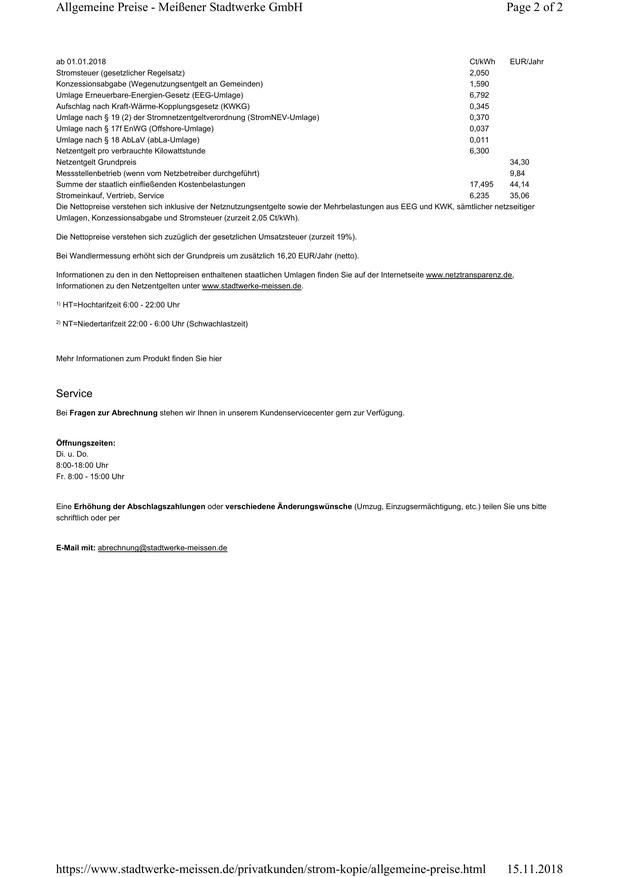 Allgemeine Preise - Meißener Stadtwerke GmbH Page 2 of 2
ab 01.01.2018 Ct/kWh EUR/Jahr
Stromsteuer (gesetzlicher Regelsatz) 2,050
Konzessionsabgabe (Wegenutzungsentgelt an Gemeinden) 1,590
Umlage Erneuerbare-Energien-Gesetz (EEG-Umlage) 6,792
Aufschlag nach Kraft-Wärme-Kopplungsgesetz (KWKG) 0,345
Umlage nach § 19 (2) der Stromnetzentgeltverordnung (StromNEV-Umlage) 0,370
Umlage nach § 17f EnWG (Offshore-Umlage) 0,037
Umlage nach § 18 AbLaV (abLa-Umlage) 0,011
Netzentgelt pro verbrauchte Kilowattstunde 6,300
Netzentgelt Grundpreis 34,30
Messstellenbetrieb (wenn vom Netzbetreiber durchgeführt) 9,84
Summe der staatlich einfließenden Kostenbelastungen 17,495 44,14
Stromeinkauf, Vertrieb, Service 6,235 35,06
Die Nettopreise verstehen sich inklusive der Netznutzungsentgelte sowie der Mehrbelastungen aus EEG und KWK, sämtlicher netzseitiger
Umlagen, Konzessionsabgabe und Stromsteuer (zurzeit 2,05 Ct/kWh).
Die Nettopreise verstehen sich zuzüglich der gesetzlichen Umsatzsteuer (zurzeit 19%).
Bei Wandlermessung erhöht sich der Grundpreis um zusätzlich 16,20 EUR/Jahr (netto).
Informationen zu den in den Nettopreisen enthaltenen staatlichen Umlagen finden Sie auf der Internetseite www.netztransparenz.de,
Informationen zu den Netzentgelten unter www.stadtwerke-meissen.de.
1) HT=Hochtarifzeit 6:00 - 22:00 Uhr
2) NT=Niedertarifzeit 22:00 - 6:00 Uhr (Schwachlastzeit)
Mehr Informationen zum Produkt finden Sie hier
Service
Bei Fragen zur Abrechnung stehen wir Ihnen in unserem Kundenservicecenter gern zur Verfügung.
Öffnungszeiten:
Di. u. Do.
8:00-18:00 Uhr
Fr. 8:00 - 15:00 Uhr
Eine Erhöhung der Abschlagszahlungen oder verschiedene Änderungswünsche (Umzug, Einzugsermächtigung, etc.) teilen Sie uns bitte
schriftlich oder per
E-Mail mit: abrechnung@stadtwerke-meissen.de
https://www.stadtwerke-meissen.de/privatkunden/strom-kopie/allgemeine-preise.html 15.11.2018